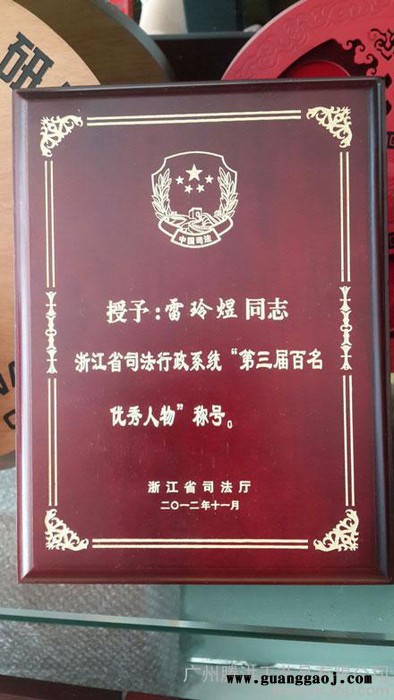 研
中国司法
授予：雷玲煜同志
浙江省司法行政系统“第三届百名
优秀人物”称号。
浙江省司法厅
二〇一二年十一月
www.guanggaoj.com